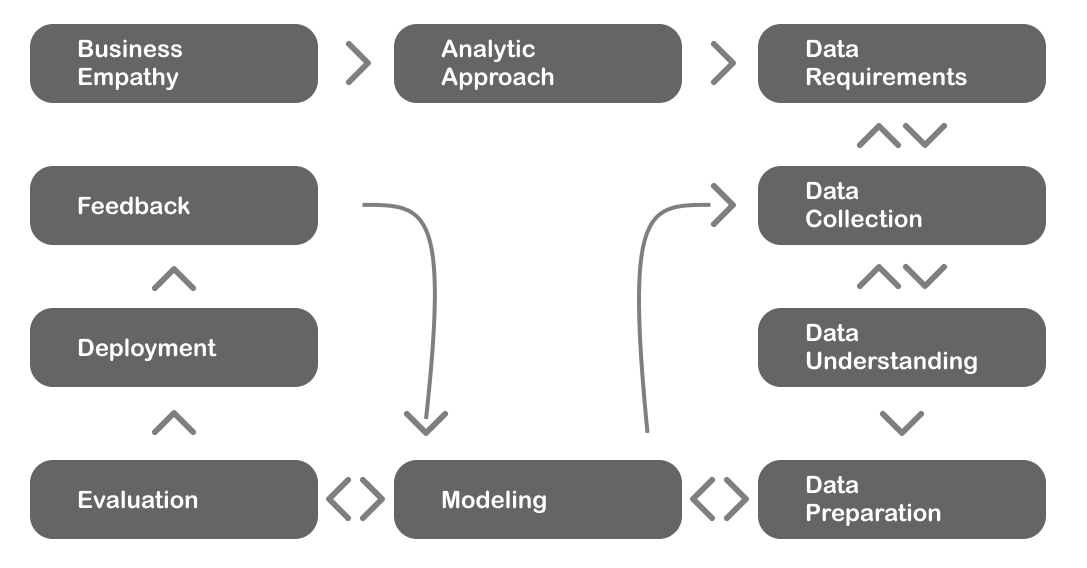 Business
Empathy
Analytic
Approach
Data
Requirements
Feedback
Data
Collection
Deployment
Data
Understanding
Evaluation
Modeling
Data
Preparation